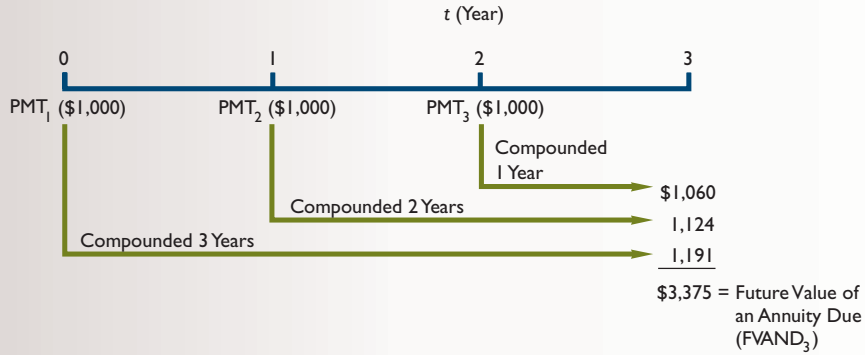 t (Year)
0 1 2 3
PMT1 ($1,000) PMT2 ($1,000) PMT3 ($1,000)
Compounded
1 Year
$1,060
Compounded 2 Years
1,124
Compounded 3 Years
1,191
$3,375 = Future Value of
an Annuity Due
(FVAND3)